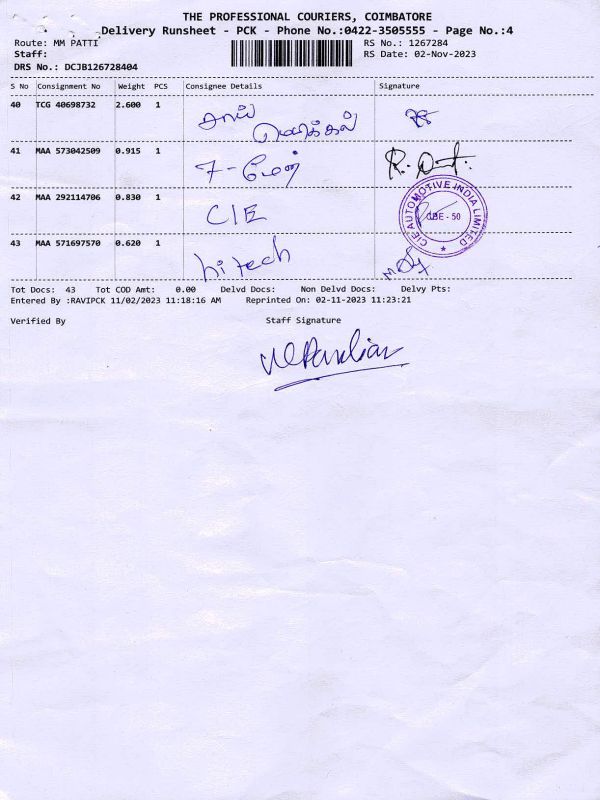 THE PROFESSIONAL COURIERS, COIMBATORE
Delivery Runsheet - PCK - Phone No.:0422-3505555 - Page No.:4
Route: MM PATTI RS No.: 1267284
Staff: RS Date: 02-Nov-2023
DRS No.: DCJB126728404
S No Consignment No Weight PCS Consignee Details Signature
40 TCG 40698732 2.600 1 சாய்
41 MAA 573042509 0.915 1
42 MAA 292114706 0.830 1 CIE
CIE AUTOMOTIVE INDIA LIMITED
CBE - 50
43 MAA 571697570 0.620 1 hitech
Tot Docs: 43 Tot COD Amt: 0.00 Delvd Docs: Non Delvd Docs: Delvy Pts:
Entered By :RAVIPCK 11/02/2023 11:18:16 AM Reprinted On: 02-11-2023 11:23:21
Verified By Staff Signature